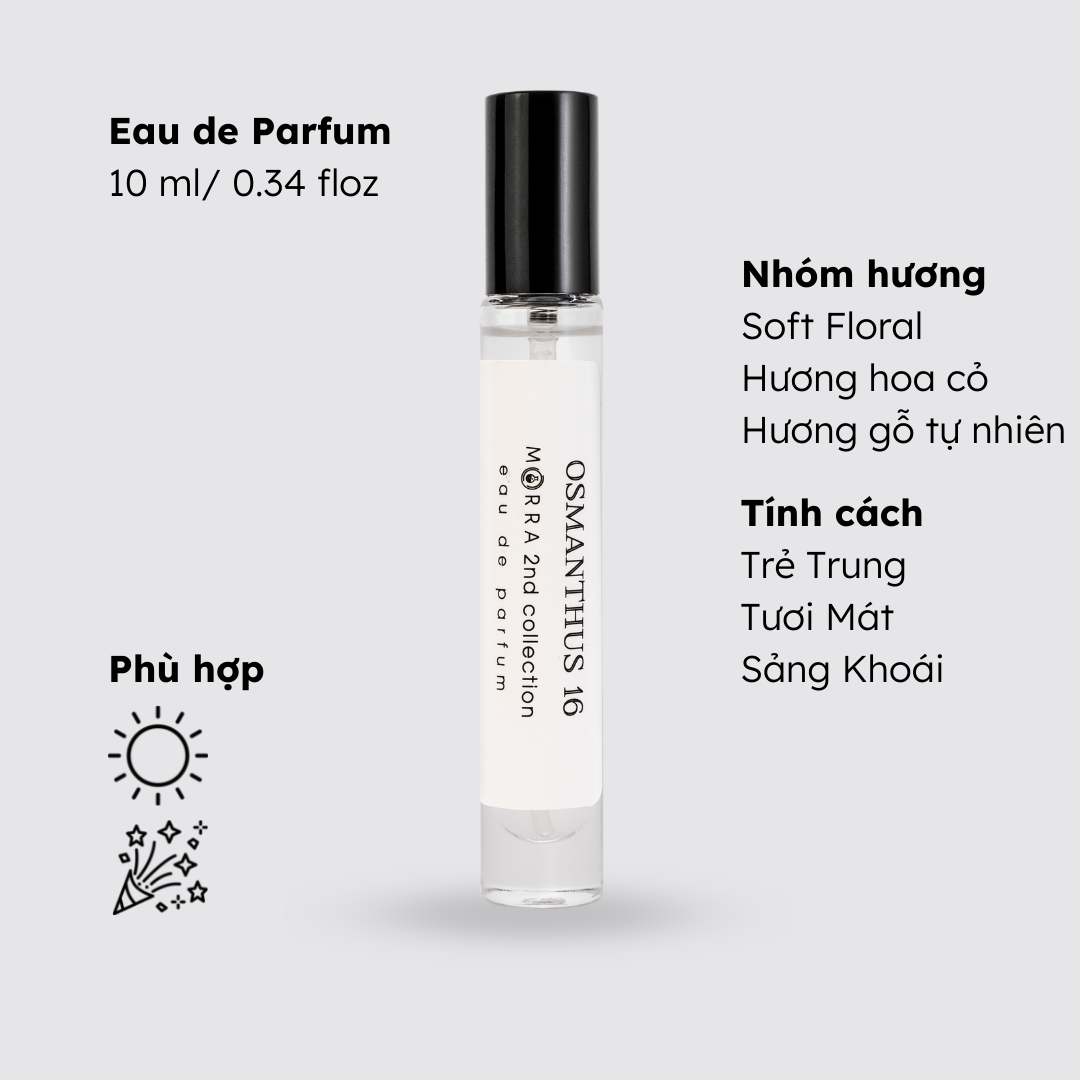 Eau de Parfum
10 ml/ 0.34 floz
Nhóm hương
Soft Floral
Hương hoa cỏ
Hương gỗ tự nhiên
Tính cách
Trẻ Trung
Tươi Mát
Sảng Khoái
Phù hợp
OSMANTHUS 16
MORRA 2nd collection
eau de parfum